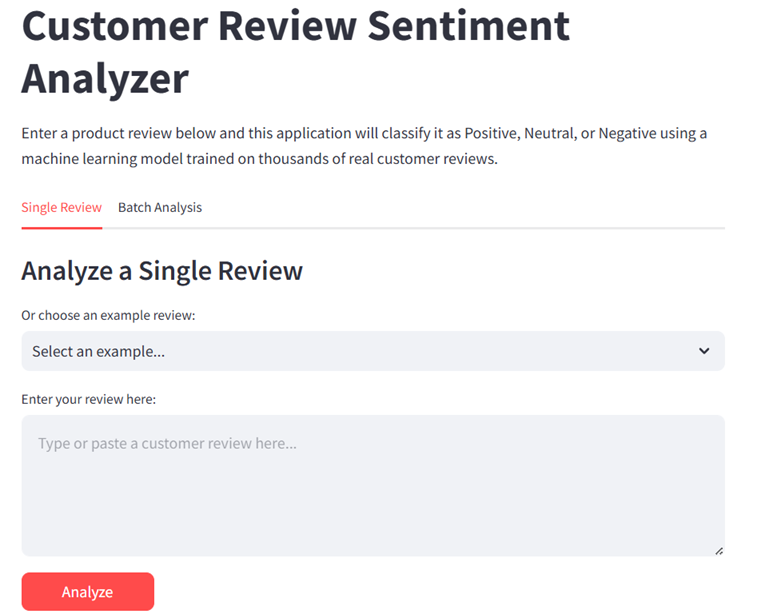 Customer Review Sentiment
Analyzer
Enter a product review below and this application will classify it as Positive, Neutral, or Negative using a
machine learning model trained on thousands of real customer reviews.
Single Review Batch Analysis
Analyze a Single Review
Or choose an example review:
Select an example...
Enter your review here:
Type or paste a customer review here...
Analyze